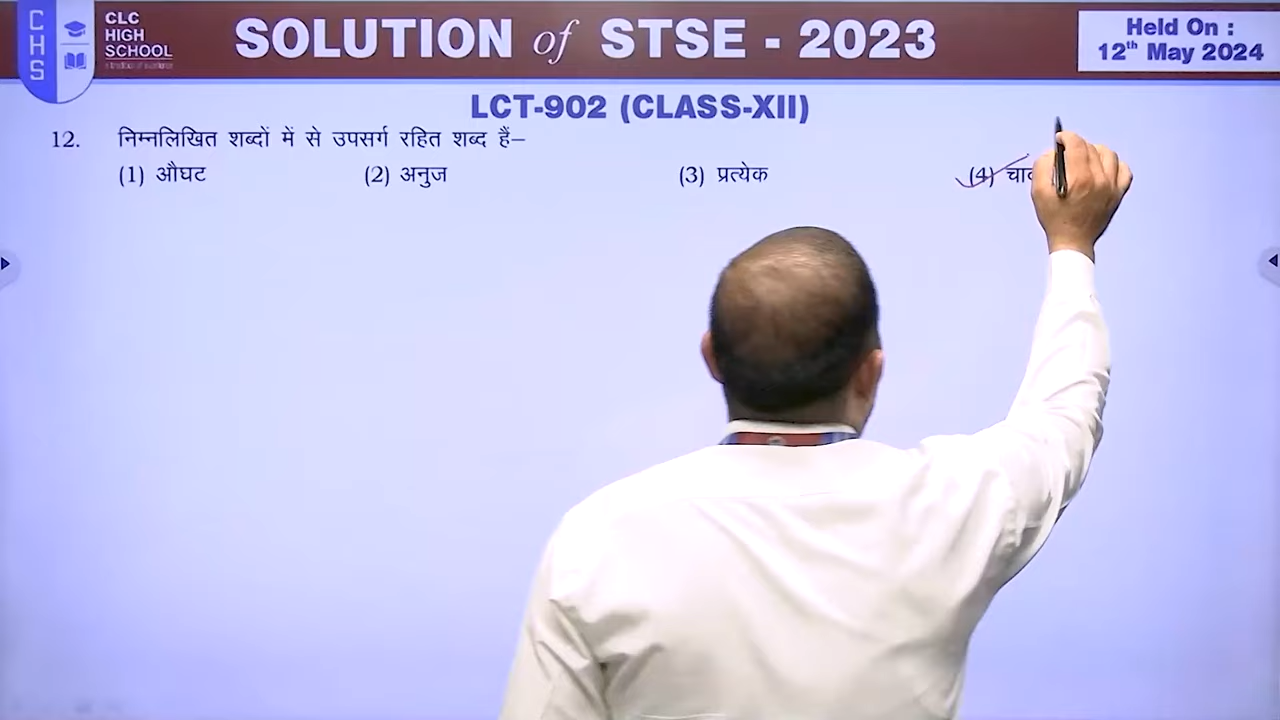 CHS
CLC
HIGH
SCHOOL
SOLUTION of STSE - 2023
Held On :
12th May 2024
LCT-902 (CLASS-XII)
12. निम्नलिखित शब्दों में से उपसर्ग रहित शब्द हैं–
(1) औघट (2) अनुज (3) प्रत्येक (4)